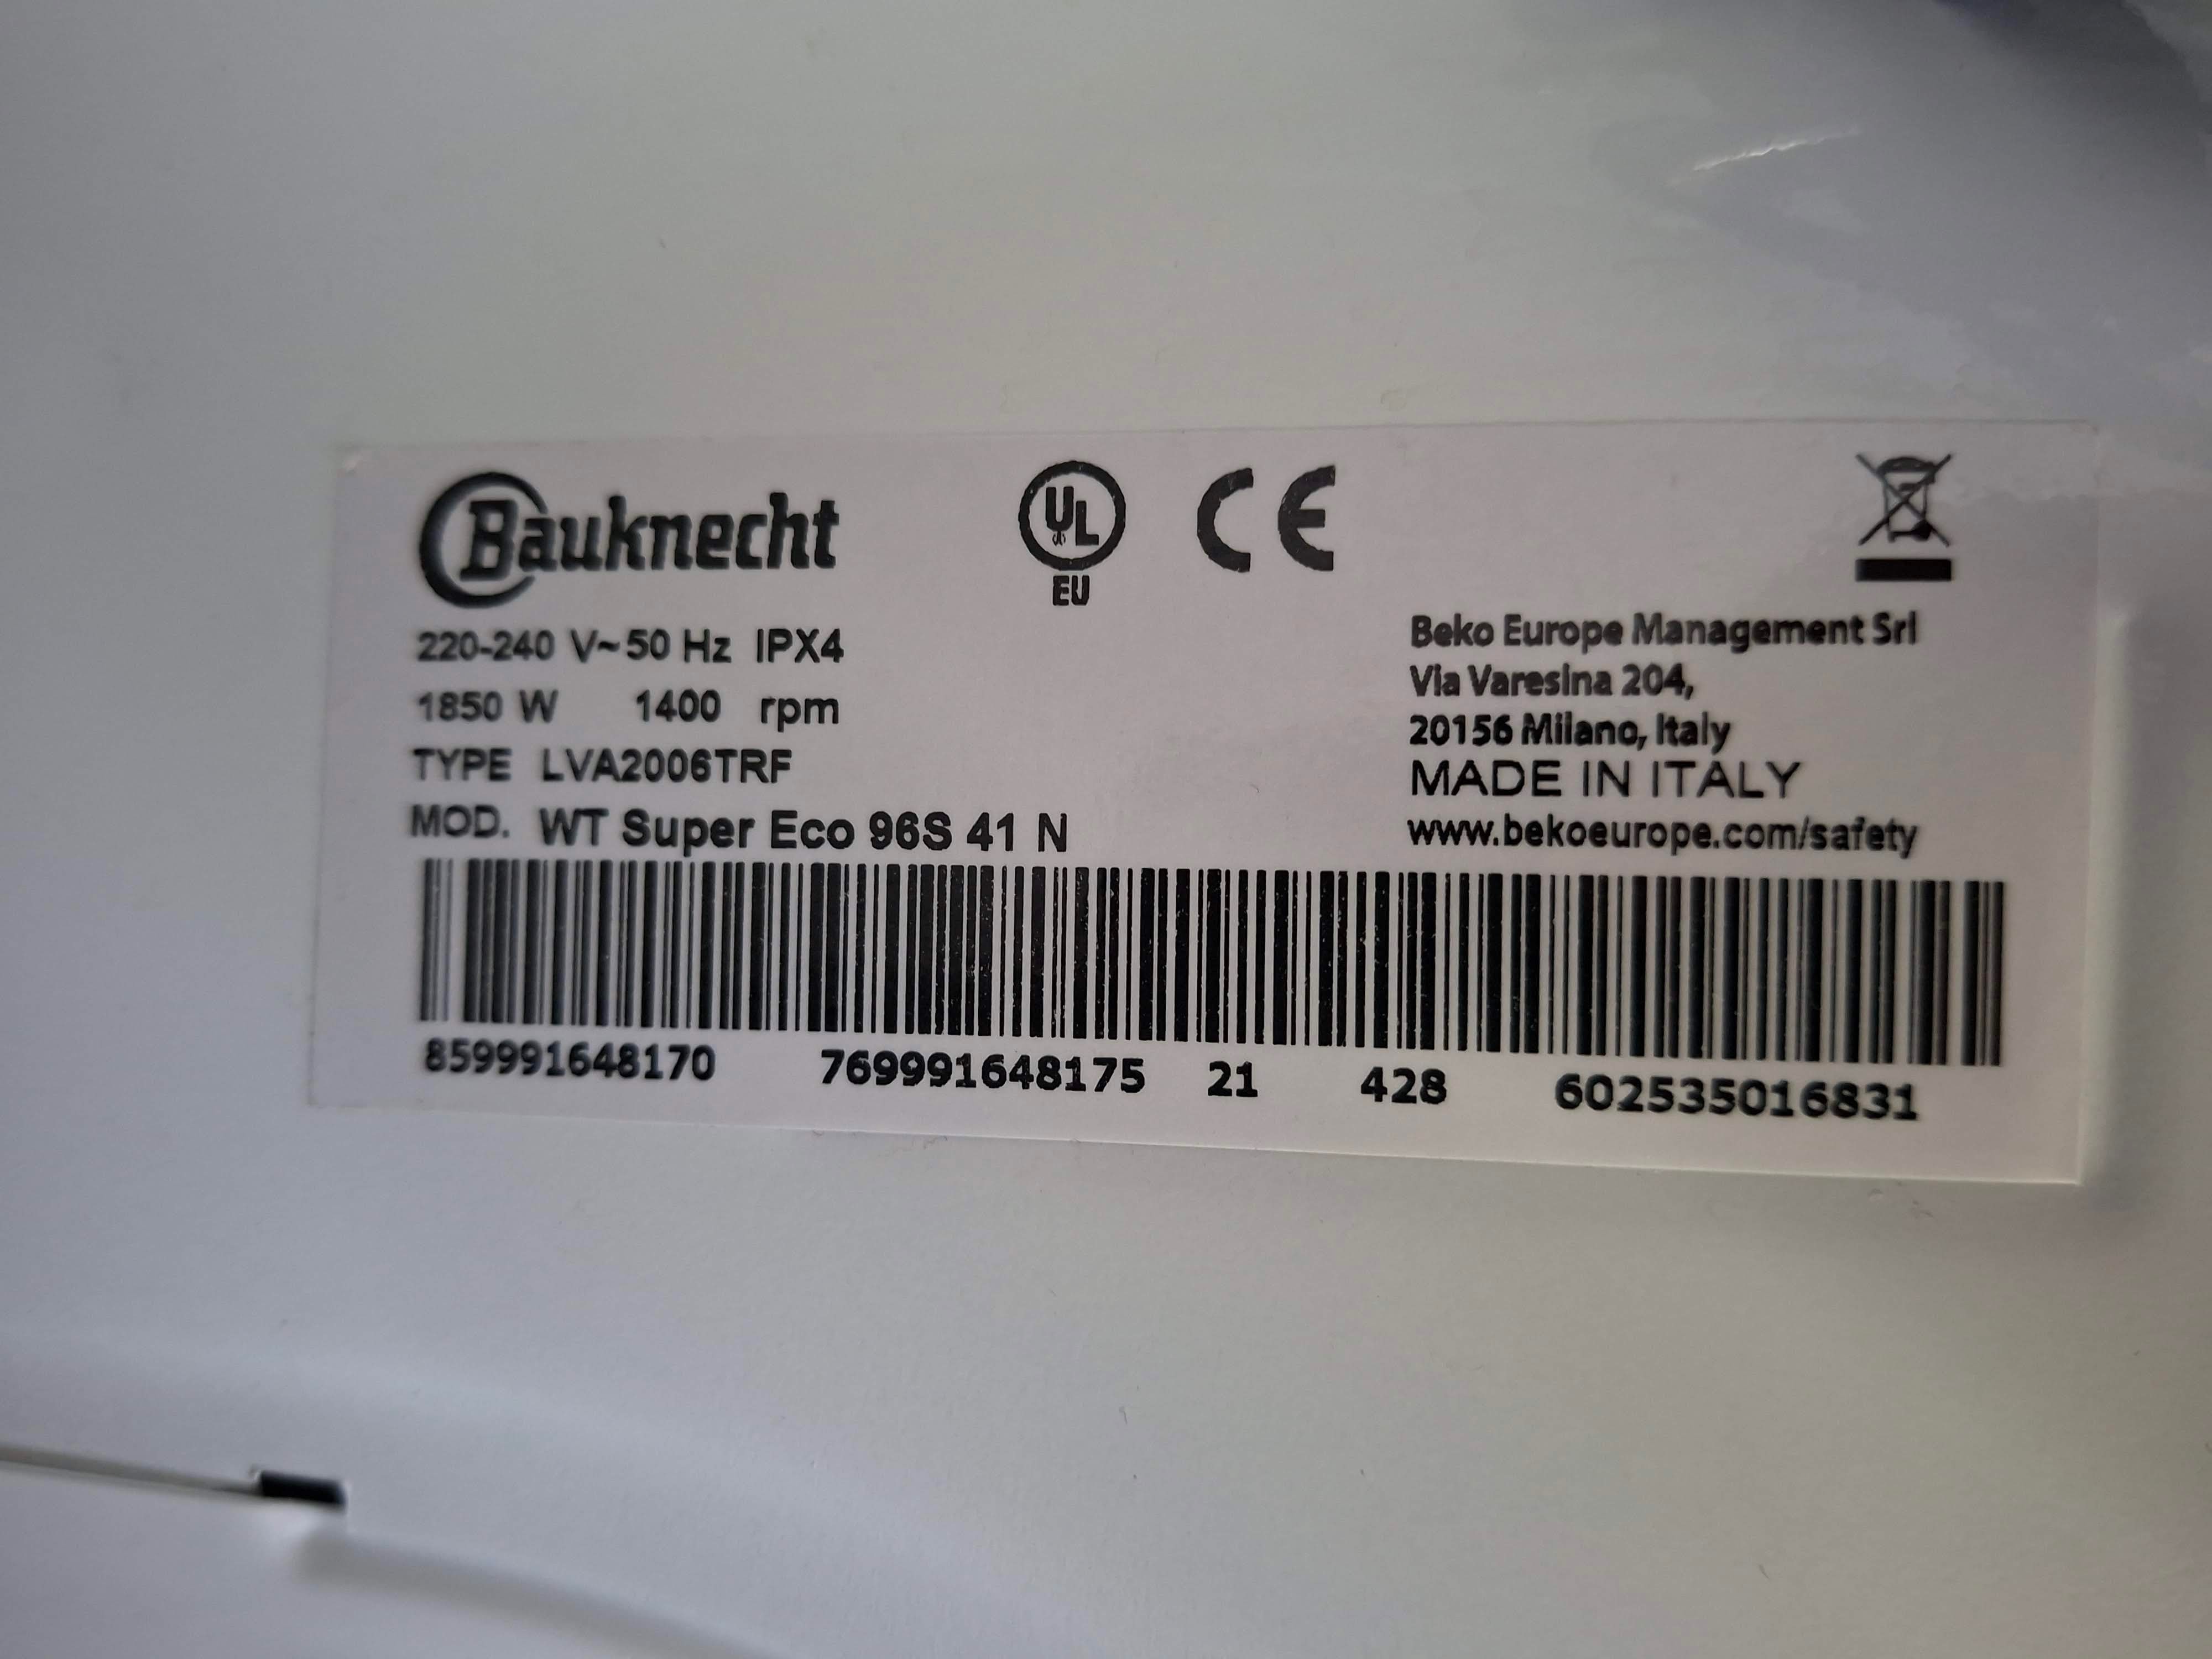 Bauknecht
UL
EU
CE
220-240 V~ 50 Hz IPX4
1850 W 1400 rpm
TYPE LVA2006TRF
MOD. WT Super Eco 96S 41 N
Beko Europe Management Srl
Via Varesina 204,
20156 Milano, Italy
MADE IN ITALY
www.bekoeurope.com/safety
859991648170 769991648175 21 428 602535016831